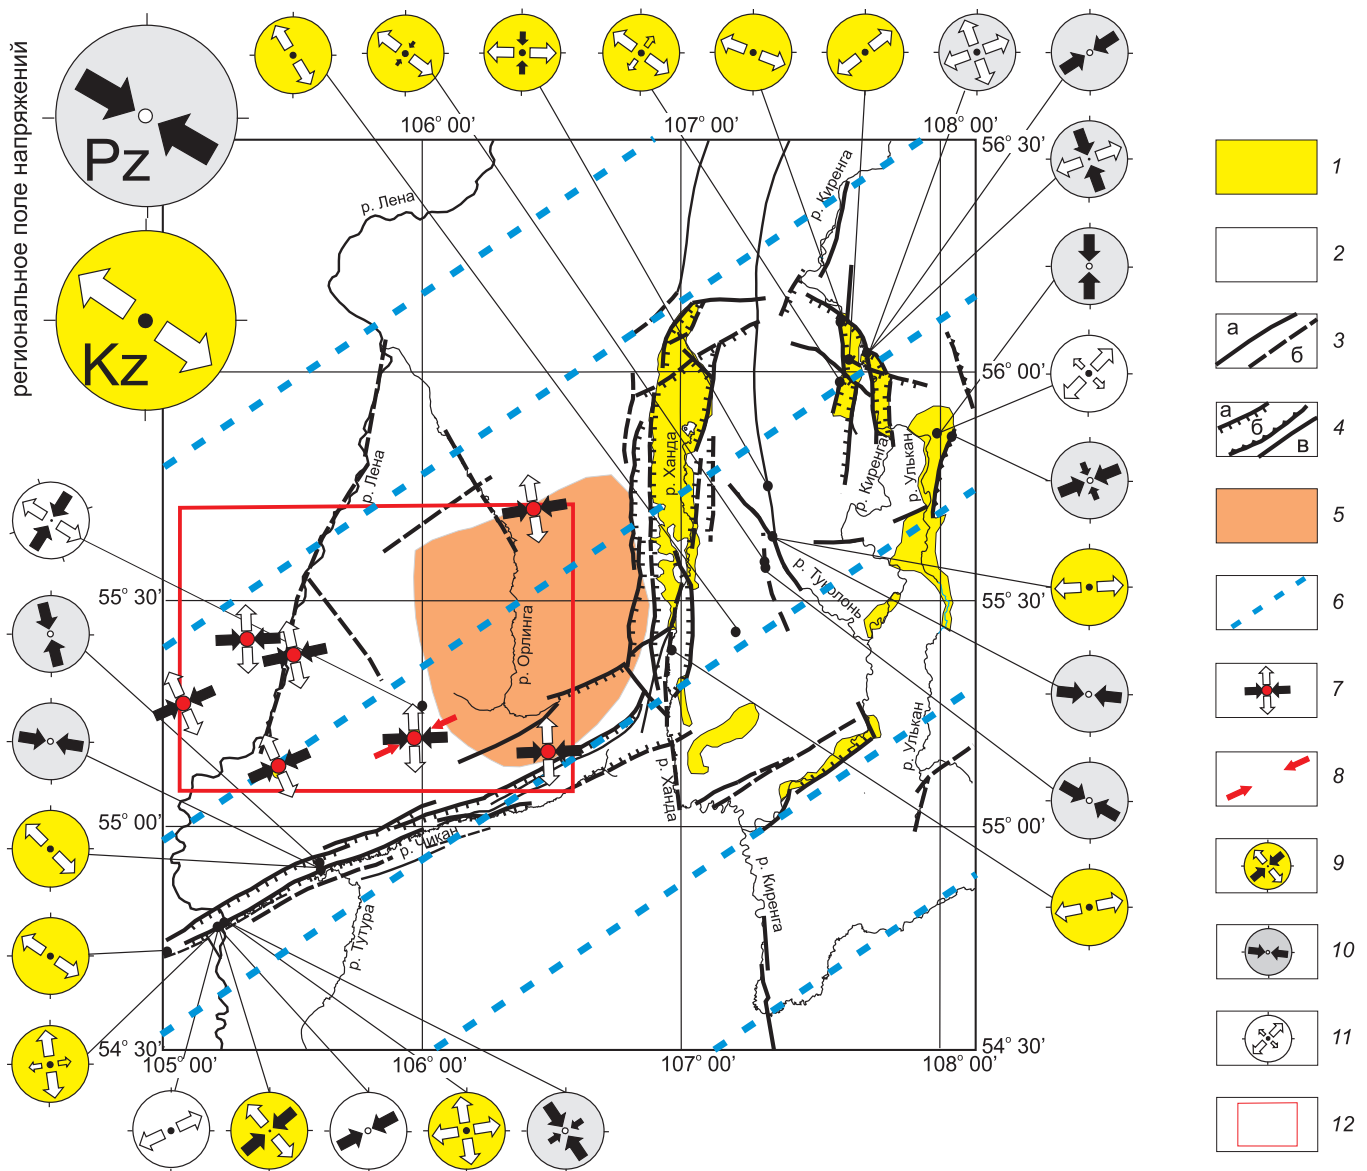 региональное поле напряжений
Pz
Kz
106° 00'
107° 00'
108° 00'
56° 30'
56° 00'
55° 30'
55° 30'
55° 00'
55° 00'
54° 30'
54° 30'
105° 00'
106° 00'
107° 00'
108° 00'
р. Лена
р. Киренга
р. Лена
р. Ханда
р. Киренга
р. Улькан
р. Орлинга
р. Ханда
р. Улькан
р. Чикан
р. Киренга
р. Тутура
1
2
а
б
3
а
б
в
4
5
6
7
8
9
10
11
12